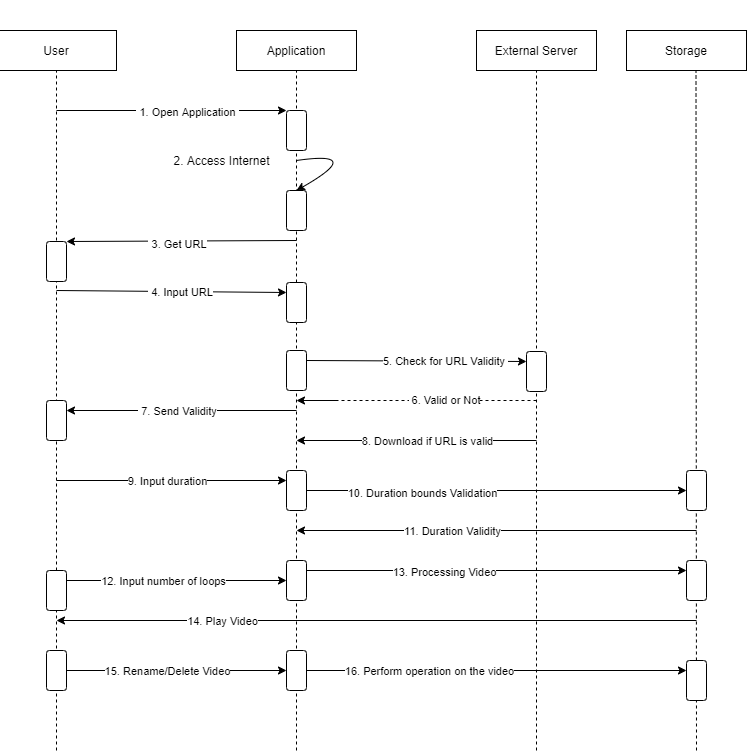 User
Application
External Server
Storage
1. Open Application
2. Access Internet
3. Get URL
4. Input URL
5. Check for URL Validity
6. Valid or Not
7. Send Validity
8. Download if URL is valid
9. Input duration
10. Duration bounds Validation
11. Duration Validity
12. Input number of loops
13. Processing Video
14. Play Video
15. Rename/Delete Video
16. Perform operation on the video